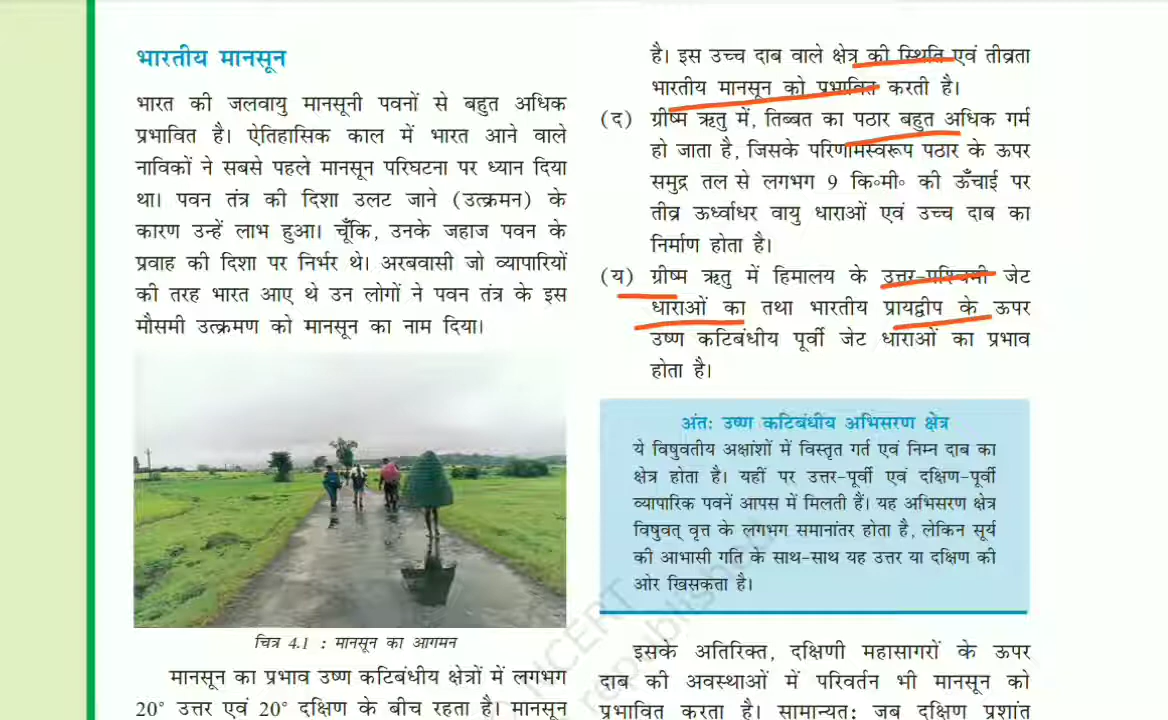 भारतीय मानसून
भारत की जलवायु मानसूनी पवनों से बहुत अधिक
प्रभावित है। ऐतिहासिक काल में भारत आने वाले
नाविकों ने सबसे पहले मानसून परिघटना पर ध्यान दिया
था। पवन तंत्र की दिशा उलट जाने (उत्क्रमन) के
कारण उन्हें लाभ हुआ। चूँकि, उनके जहाज पवन के
प्रवाह की दिशा पर निर्भर थे। अरबवासी जो व्यापारियों
की तरह भारत आए थे उन लोगों ने पवन तंत्र के इस
मौसमी उत्क्रमण को मानसून का नाम दिया।
चित्र 4.1 : मानसून का आगमन
मानसून का प्रभाव उष्ण कटिबंधीय क्षेत्रों में लगभग
20° उत्तर एवं 20° दक्षिण के बीच रहता है। मानसून
है। इस उच्च दाब वाले क्षेत्र की स्थिति एवं तीव्रता
भारतीय मानसून को प्रभावित करती है।
(द) ग्रीष्म ऋतु में, तिब्बत का पठार बहुत अधिक गर्म
हो जाता है, जिसके परिणामस्वरूप पठार के ऊपर
समुद्र तल से लगभग 9 कि॰मी॰ की ऊँचाई पर
तीव्र ऊर्ध्वाधर वायु धाराओं एवं उच्च दाब का
निर्माण होता है।
(य) ग्रीष्म ऋतु में हिमालय के उत्तर-पश्चिमी जेट
धाराओं का तथा भारतीय प्रायद्वीप के ऊपर
उष्ण कटिबंधीय पूर्वी जेट धाराओं का प्रभाव
होता है।
अंतः उष्ण कटिबंधीय अभिसरण क्षेत्र
ये विषुवतीय अक्षांशों में विस्तृत गर्त एवं निम्न दाब का
क्षेत्र होता है। यहीं पर उत्तर-पूर्वी एवं दक्षिण-पूर्वी
व्यापारिक पवनें आपस में मिलती हैं। यह अभिसरण क्षेत्र
विषुवत् वृत्त के लगभग समानांतर होता है, लेकिन सूर्य
की आभासी गति के साथ-साथ यह उत्तर या दक्षिण की
ओर खिसकता है।
इसके अतिरिक्त, दक्षिणी महासागरों के ऊपर
दाब की अवस्थाओं में परिवर्तन भी मानसून को
प्रभावित करता है। सामान्यतः जब दक्षिण प्रशांत
NCERT
republished